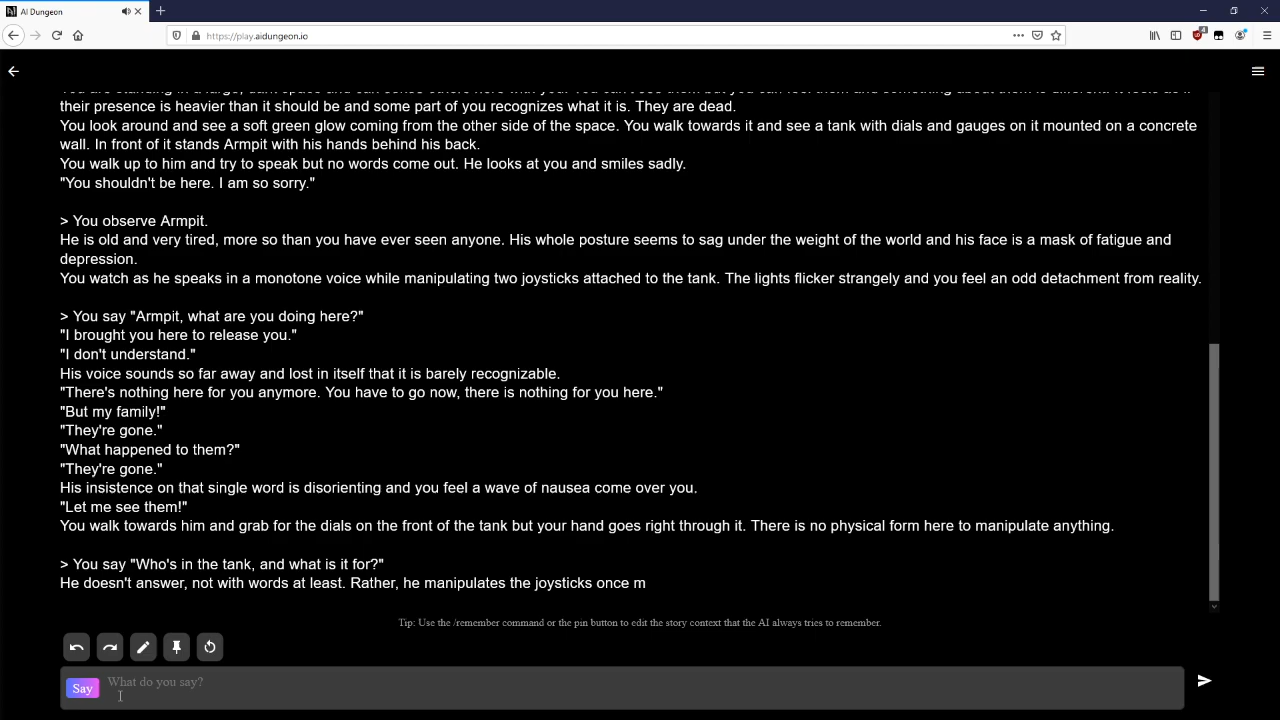 AI Dungeon
https://play.aidungeon.io
their presence is heavier than it should be and some part of you recognizes what it is. They are dead.
You look around and see a soft green glow coming from the other side of the space. You walk towards it and see a tank with dials and gauges on it mounted on a concrete
wall. In front of it stands Armpit with his hands behind his back.
You walk up to him and try to speak but no words come out. He looks at you and smiles sadly.
"You shouldn't be here. I am so sorry."
> You observe Armpit.
He is old and very tired, more so than you have ever seen anyone. His whole posture seems to sag under the weight of the world and his face is a mask of fatigue and
depression.
You watch as he speaks in a monotone voice while manipulating two joysticks attached to the tank. The lights flicker strangely and you feel an odd detachment from reality.
> You say "Armpit, what are you doing here?"
"I brought you here to release you."
"I don't understand."
His voice sounds so far away and lost in itself that it is barely recognizable.
"There's nothing here for you anymore. You have to go now, there is nothing for you here."
"But my family!"
"They're gone."
"What happened to them?"
"They're gone."
His insistence on that single word is disorienting and you feel a wave of nausea come over you.
"Let me see them!"
You walk towards him and grab for the dials on the front of the tank but your hand goes right through it. There is no physical form here to manipulate anything.
> You say "Who's in the tank, and what is it for?"
He doesn't answer, not with words at least. Rather, he manipulates the joysticks once m
Tip: Use the /remember command or the pin button to edit the story context that the AI always tries to remember.
Say
What do you say?